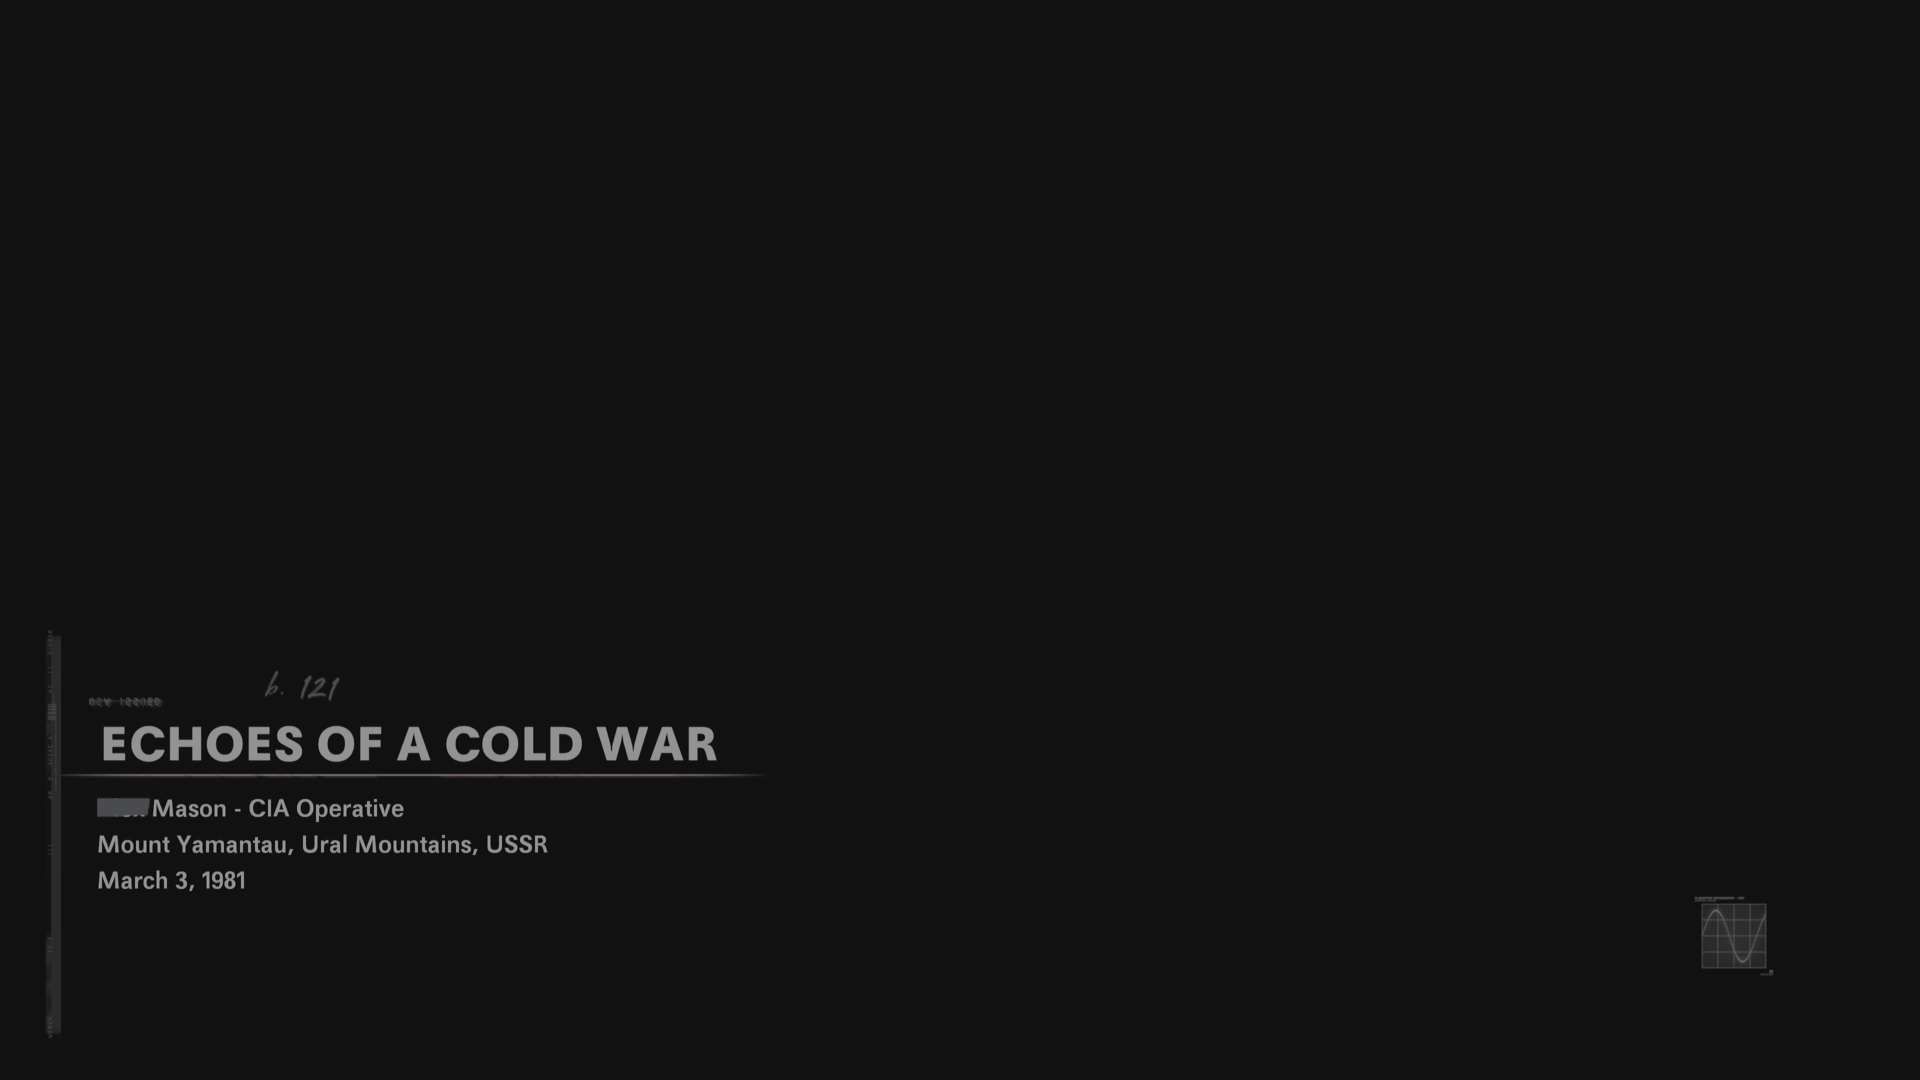 b. 121
ECHOES OF A COLD WAR
Mason - CIA Operative
Mount Yamantau, Ural Mountains, USSR
March 3, 1981